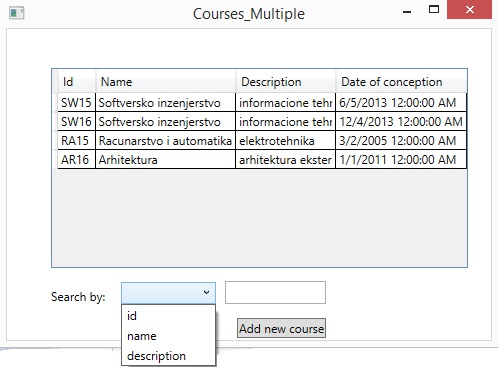 Courses_Multiple
Id Name Description Date of conception
SW15 Softversko inzenjerstvo informacione tehr 6/5/2013 12:00:00 AM
SW16 Softversko inzenjerstvo informacione tehr 12/4/2013 12:00:00 AM
RA15 Racunarstvo i automatika elektrotehnika 3/2/2005 12:00:00 AM
AR16 Arhitektura arhitektura ekster 1/1/2011 12:00:00 AM
Search by:
id
name
description
Add new course